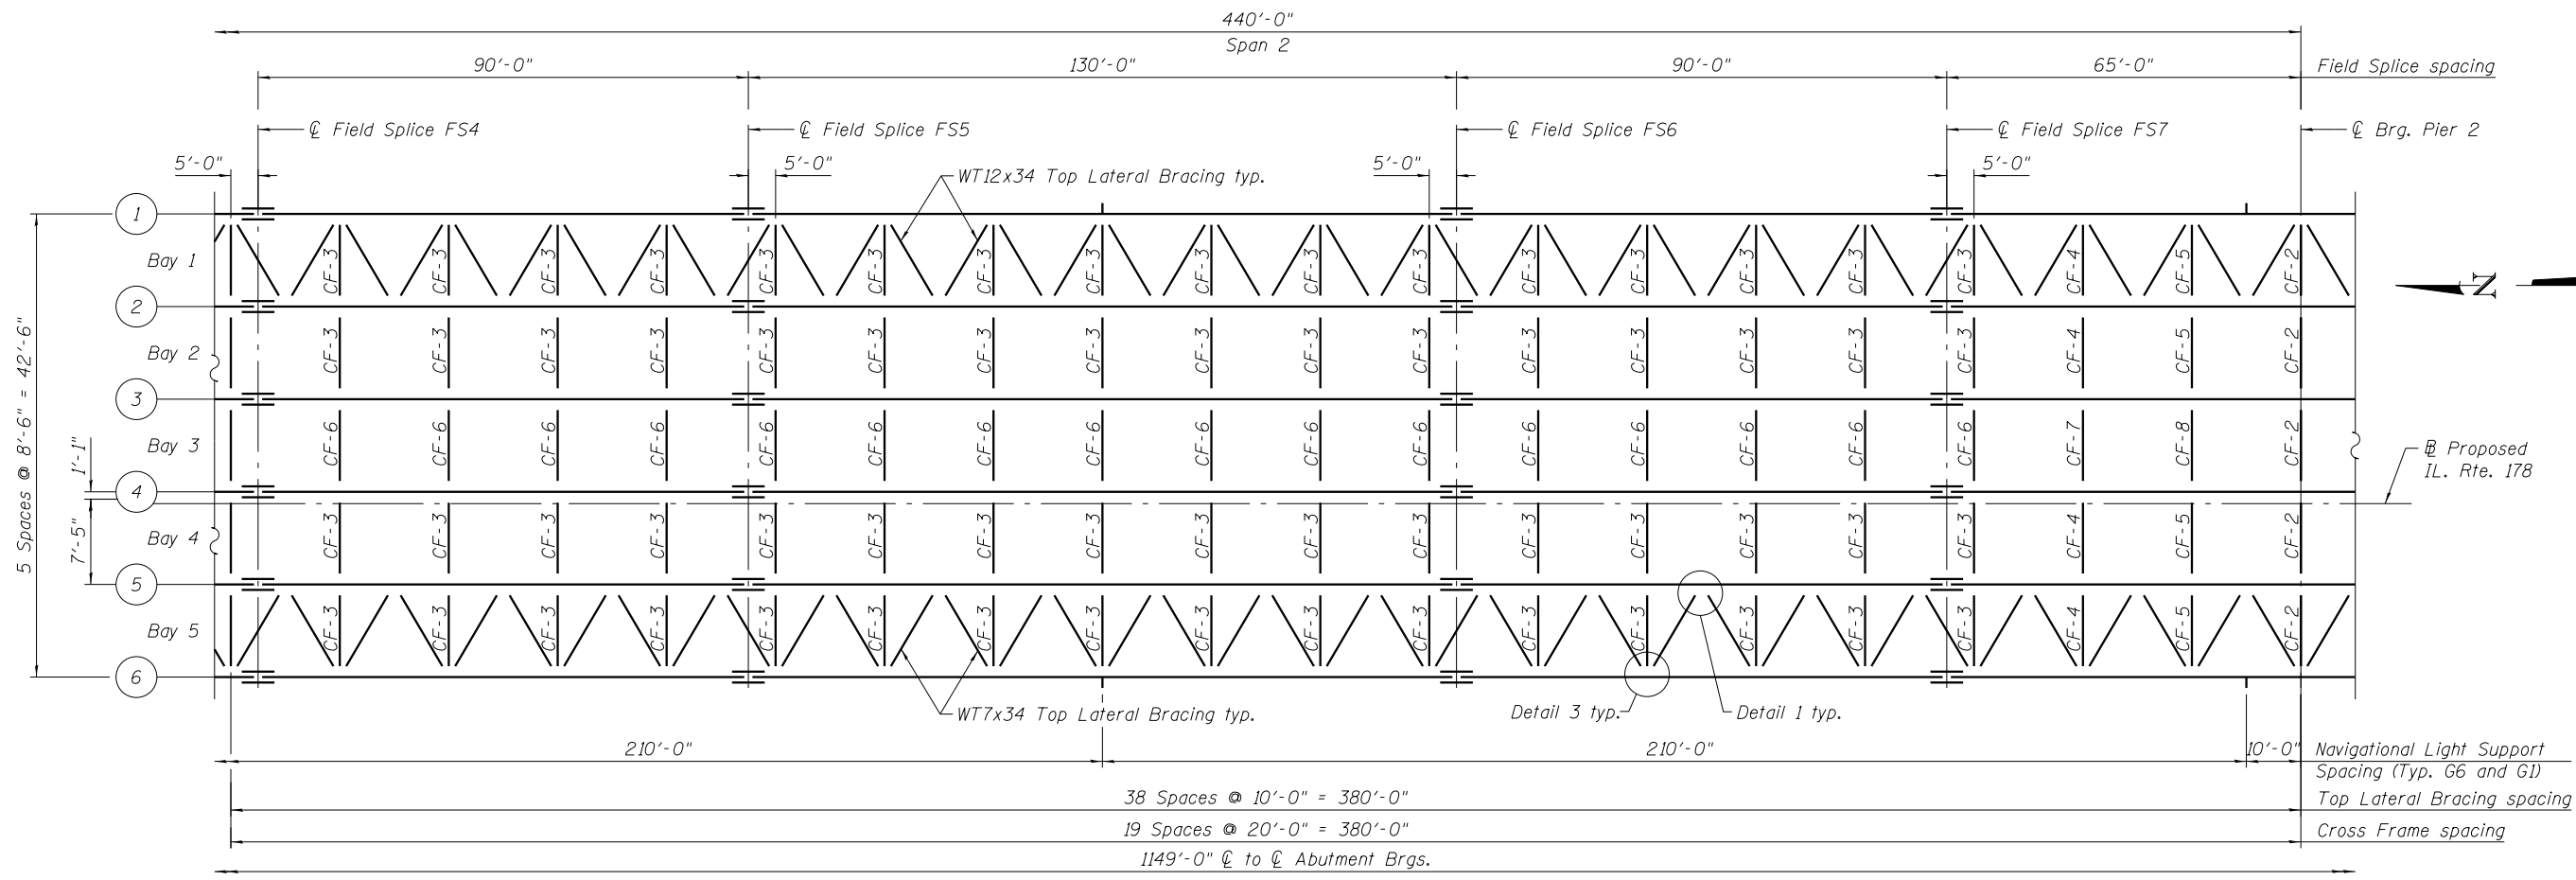 440'-0"
Span 2
90'-0" 130'-0" 90'-0" 65'-0" Field Splice spacing
℄ Field Splice FS4 ℄ Field Splice FS5 ℄ Field Splice FS6 ℄ Field Splice FS7 ℄ Brg. Pier 2
5'-0" 5'-0" 5'-0" 5'-0"
WT12x34 Top Lateral Bracing typ.
1
Bay 1 CF-3 CF-3 CF-3 CF-3 CF-3 CF-3 CF-3 CF-3 CF-3 CF-3 CF-3 CF-3 CF-3 CF-3 CF-3 CF-3 CF-4 CF-5 CF-2
N
2
Bay 2 CF-3 CF-3 CF-3 CF-3 CF-3 CF-3 CF-3 CF-3 CF-3 CF-3 CF-3 CF-3 CF-3 CF-3 CF-3 CF-3 CF-4 CF-5 CF-2
5 Spaces @ 8'-6" = 42'-6"
3
Bay 3 CF-6 CF-6 CF-6 CF-6 CF-6 CF-6 CF-6 CF-6 CF-6 CF-6 CF-6 CF-6 CF-6 CF-6 CF-6 CF-6 CF-7 CF-8 CF-2
1'-1"
℄ Proposed
IL. Rte. 178
4
7'-5"
Bay 4 CF-3 CF-3 CF-3 CF-3 CF-3 CF-3 CF-3 CF-3 CF-3 CF-3 CF-3 CF-3 CF-3 CF-3 CF-3 CF-3 CF-4 CF-5 CF-2
5
Bay 5 CF-3 CF-3 CF-3 CF-3 CF-3 CF-3 CF-3 CF-3 CF-3 CF-3 CF-3 CF-3 CF-3 CF-3 CF-3 CF-3 CF-4 CF-5 CF-2
6
WT7x34 Top Lateral Bracing typ. Detail 3 typ. Detail 1 typ.
210'-0" 210'-0" 10'-0" Navigational Light Support
Spacing (Typ. G6 and G1)
38 Spaces @ 10'-0" = 380'-0" Top Lateral Bracing spacing
19 Spaces @ 20'-0" = 380'-0" Cross Frame spacing
1149'-0" ℄ to ℄ Abutment Brgs.